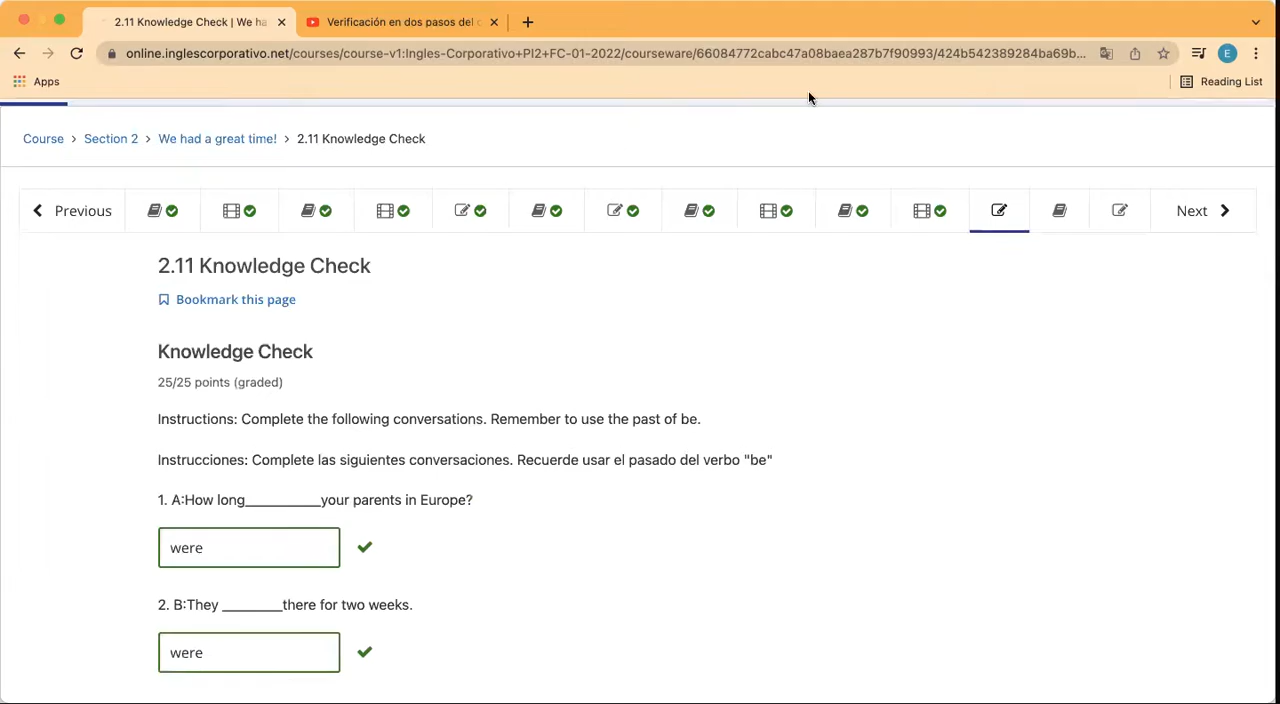 2.11 Knowledge Check | We ha
Verificación en dos pasos del c
online.inglescorporativo.net/courses/course-v1:Ingles-Corporativo+PI2+FC-01-2022/courseware/66084772cabc47a08baea287b7f90993/424b542389284ba69b...
E
Apps
Reading List
Course > Section 2 > We had a great time! > 2.11 Knowledge Check
Previous
Next
2.11 Knowledge Check
Bookmark this page
Knowledge Check
25/25 points (graded)
Instructions: Complete the following conversations. Remember to use the past of be.
Instrucciones: Complete las siguientes conversaciones. Recuerde usar el pasado del verbo "be"
1. A:How long__________your parents in Europe?
were
2. B:They ________there for two weeks.
were